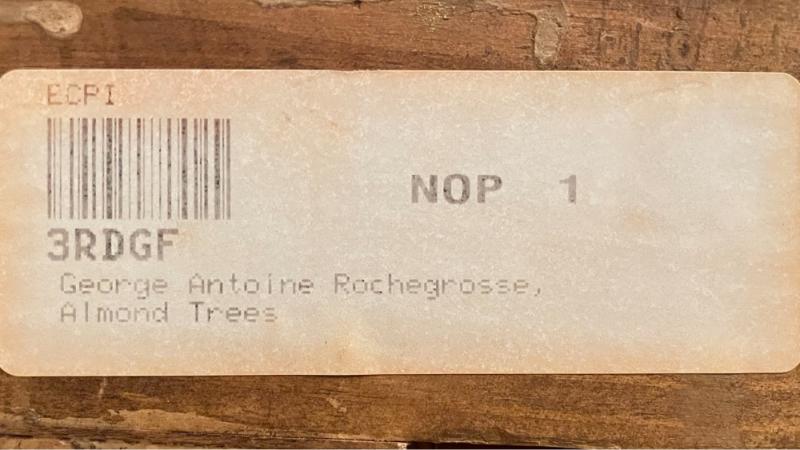 ECPI
NOP 1
3RDGF
George Antoine Rochegrosse,
Almond Trees